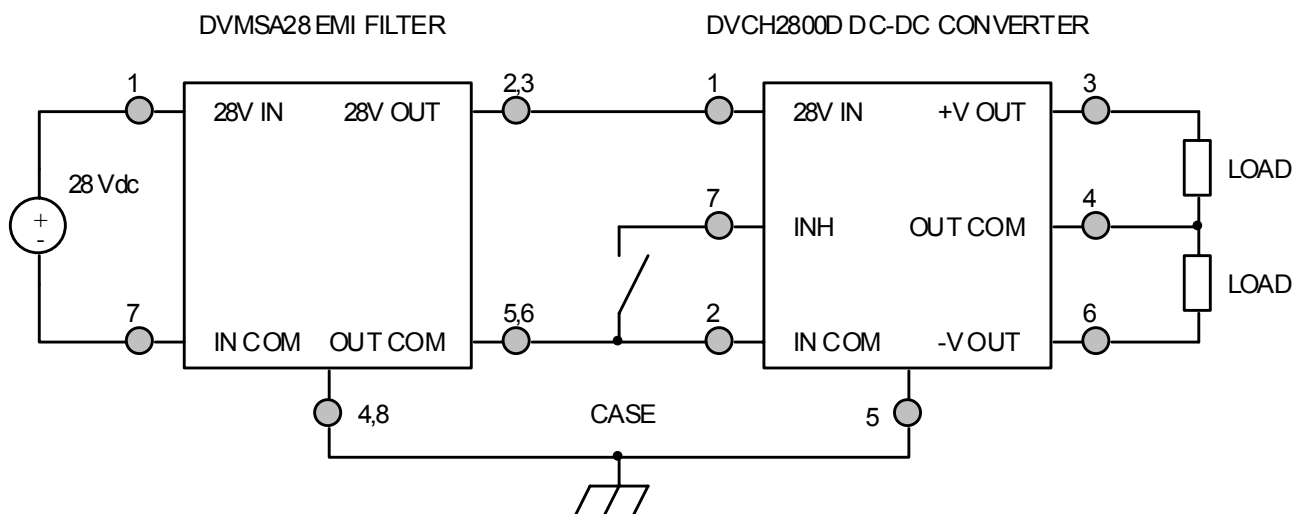 DVMSA28 EMI FILTER
DVCH2800D DC-DC CONVERTER
1
2,3
1
3
28V IN
28V OUT
28V IN
+V OUT
28 Vdc
LOAD
+
-
7
4
INH
OUT COM
LOAD
7
5,6
2
6
IN COM
OUT COM
IN COM
-V OUT
4,8
CASE
5